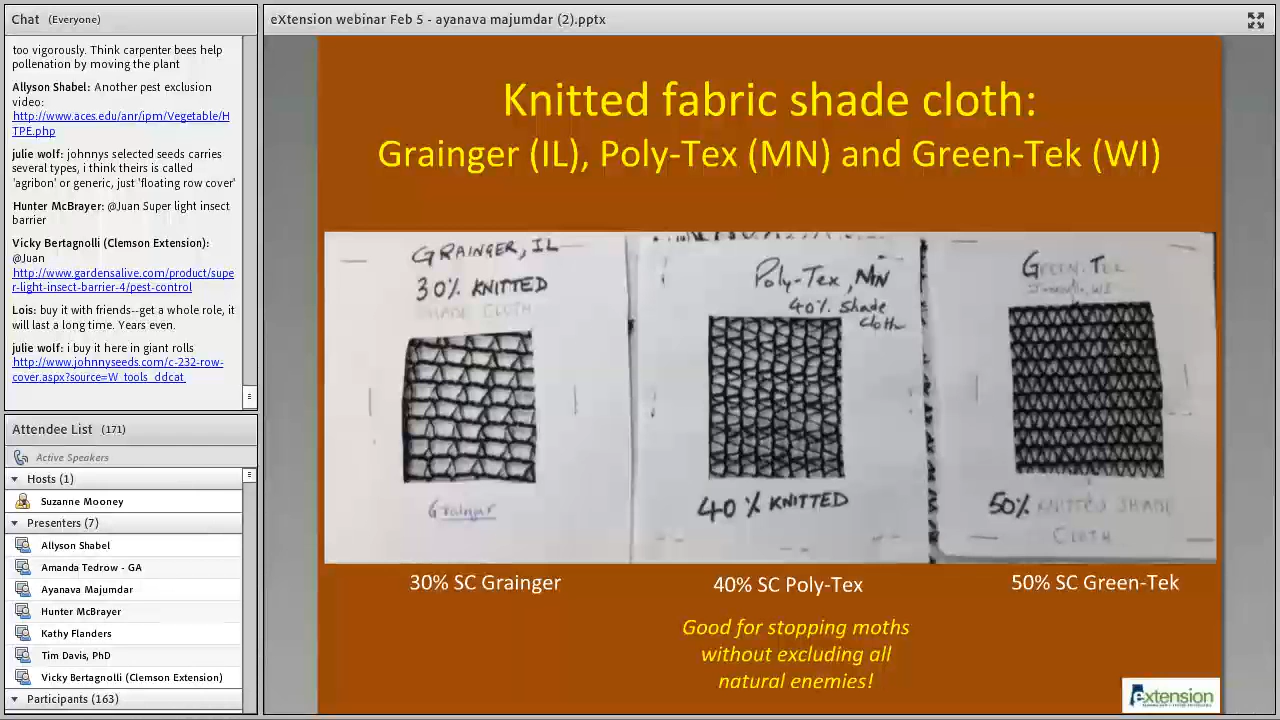 Chat (Everyone)
too vigorously. Think carpenter bees help
pollenation by moving the plant
Allyson Shabel: Another pest exclusion
video:
http://www.aces.edu/anr/ipm/Vegetable/H
TPE.php
julie wolf: johnnys selected seeds carries
several types, i think theirs is called
'agribon' or generic, just 'floating row cover'
Hunter McBrayer: @Juan Super light insect
barrier
Vicky Bertagnolli (Clemson Extension):
@Juan
http://www.gardensalive.com/product/supe
r-light-insect-barrier-4/pest-control
Lois: buy it with friends--get a whole role, it
will last a long time. Years even.
julie wolf: i buy it here in giant rolls
http://www.johnnyseeds.com/c-232-row-
cover.aspx?source=W_tools_ddcat
Attendee List (171)
Active Speakers
Hosts (1)
Suzanne Mooney
Presenters (7)
Allyson Shabel
Amanda Tedrow - GA
Ayanava Majumdar
Hunter McBrayer
Kathy Flanders
Tim Davis, PhD
Vicky Bertagnolli (Clemson Extension)
Participants (163)
eXtension webinar Feb 5 - ayanava majumdar (2).pptx
Knitted fabric shade cloth:
Grainger (IL), Poly-Tex (MN) and Green-Tek (WI)
GRAINGER, IL
30% KNITTED
SHADE CLOTH
Grainger
Poly-Tex, MN
40% Shade
Cloth
40% KNITTED
GREEN-TEK
50% KNITTED SHADE
CLOTH
30% SC Grainger
40% SC Poly-Tex
50% SC Green-Tek
Good for stopping moths
without excluding all
natural enemies!
eXtension